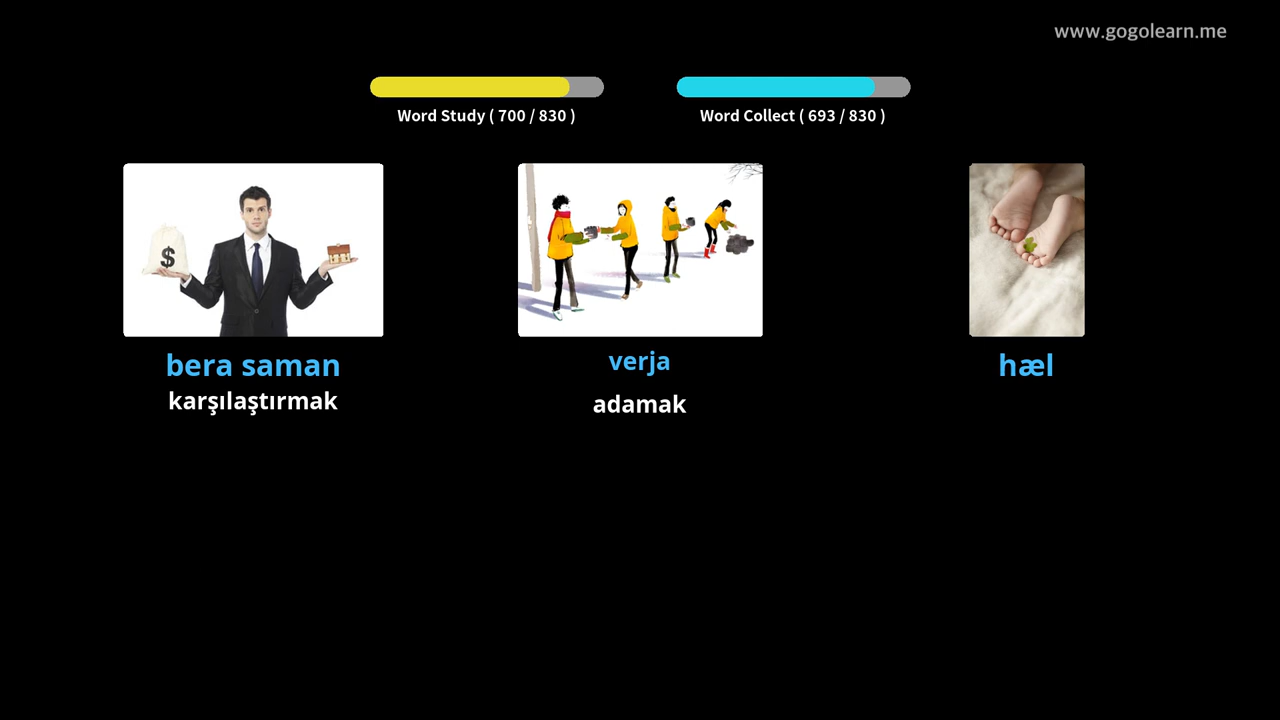 www.gogolearn.me
Word Study ( 700 / 830 )
Word Collect ( 693 / 830 )
$
bera saman
karşılaştırmak
verja
adamak
hæl